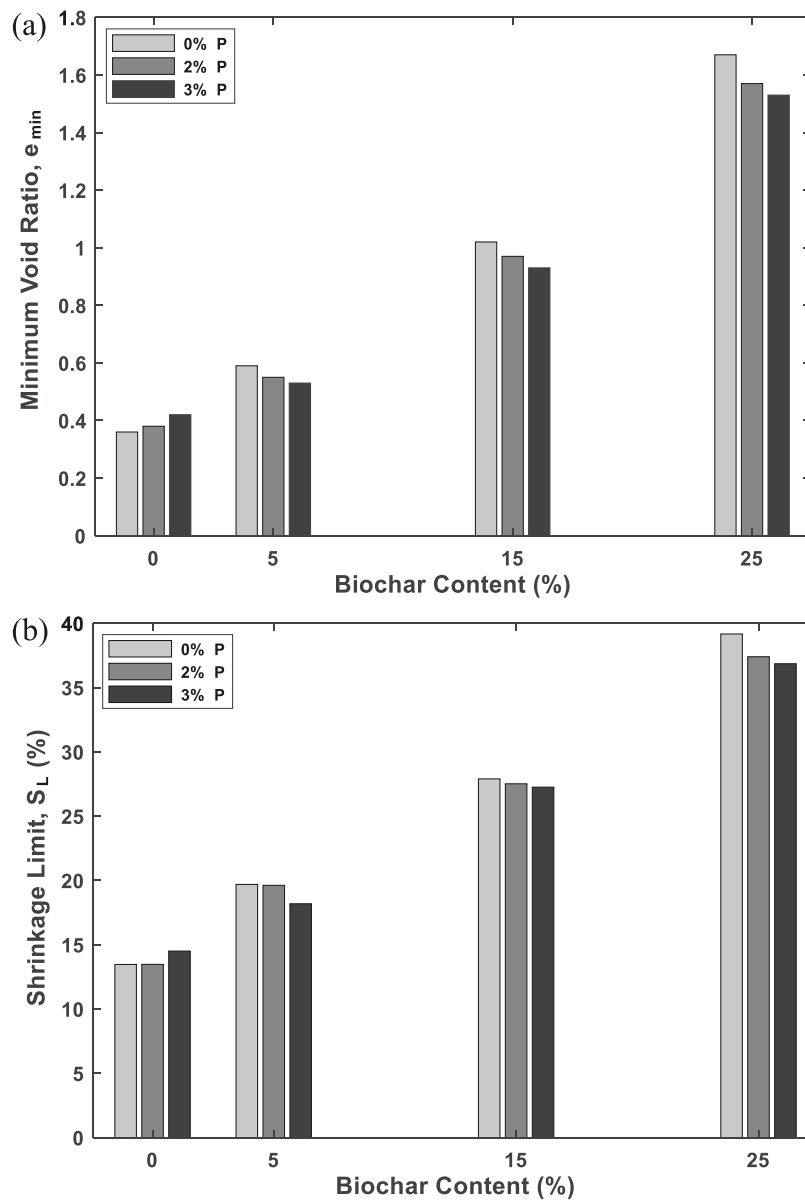 (a)
1.8
1.6
1.4
1.2
1
0.8
0.6
0.4
0.2
0
Minimum Void Ratio, e min
0% P
2% P
3% P
0 5 15 25
Biochar Content (%)
(b)
40
35
30
25
20
15
10
5
0
Shrinkage Limit, S L (%)
0% P
2% P
3% P
0 5 15 25
Biochar Content (%)